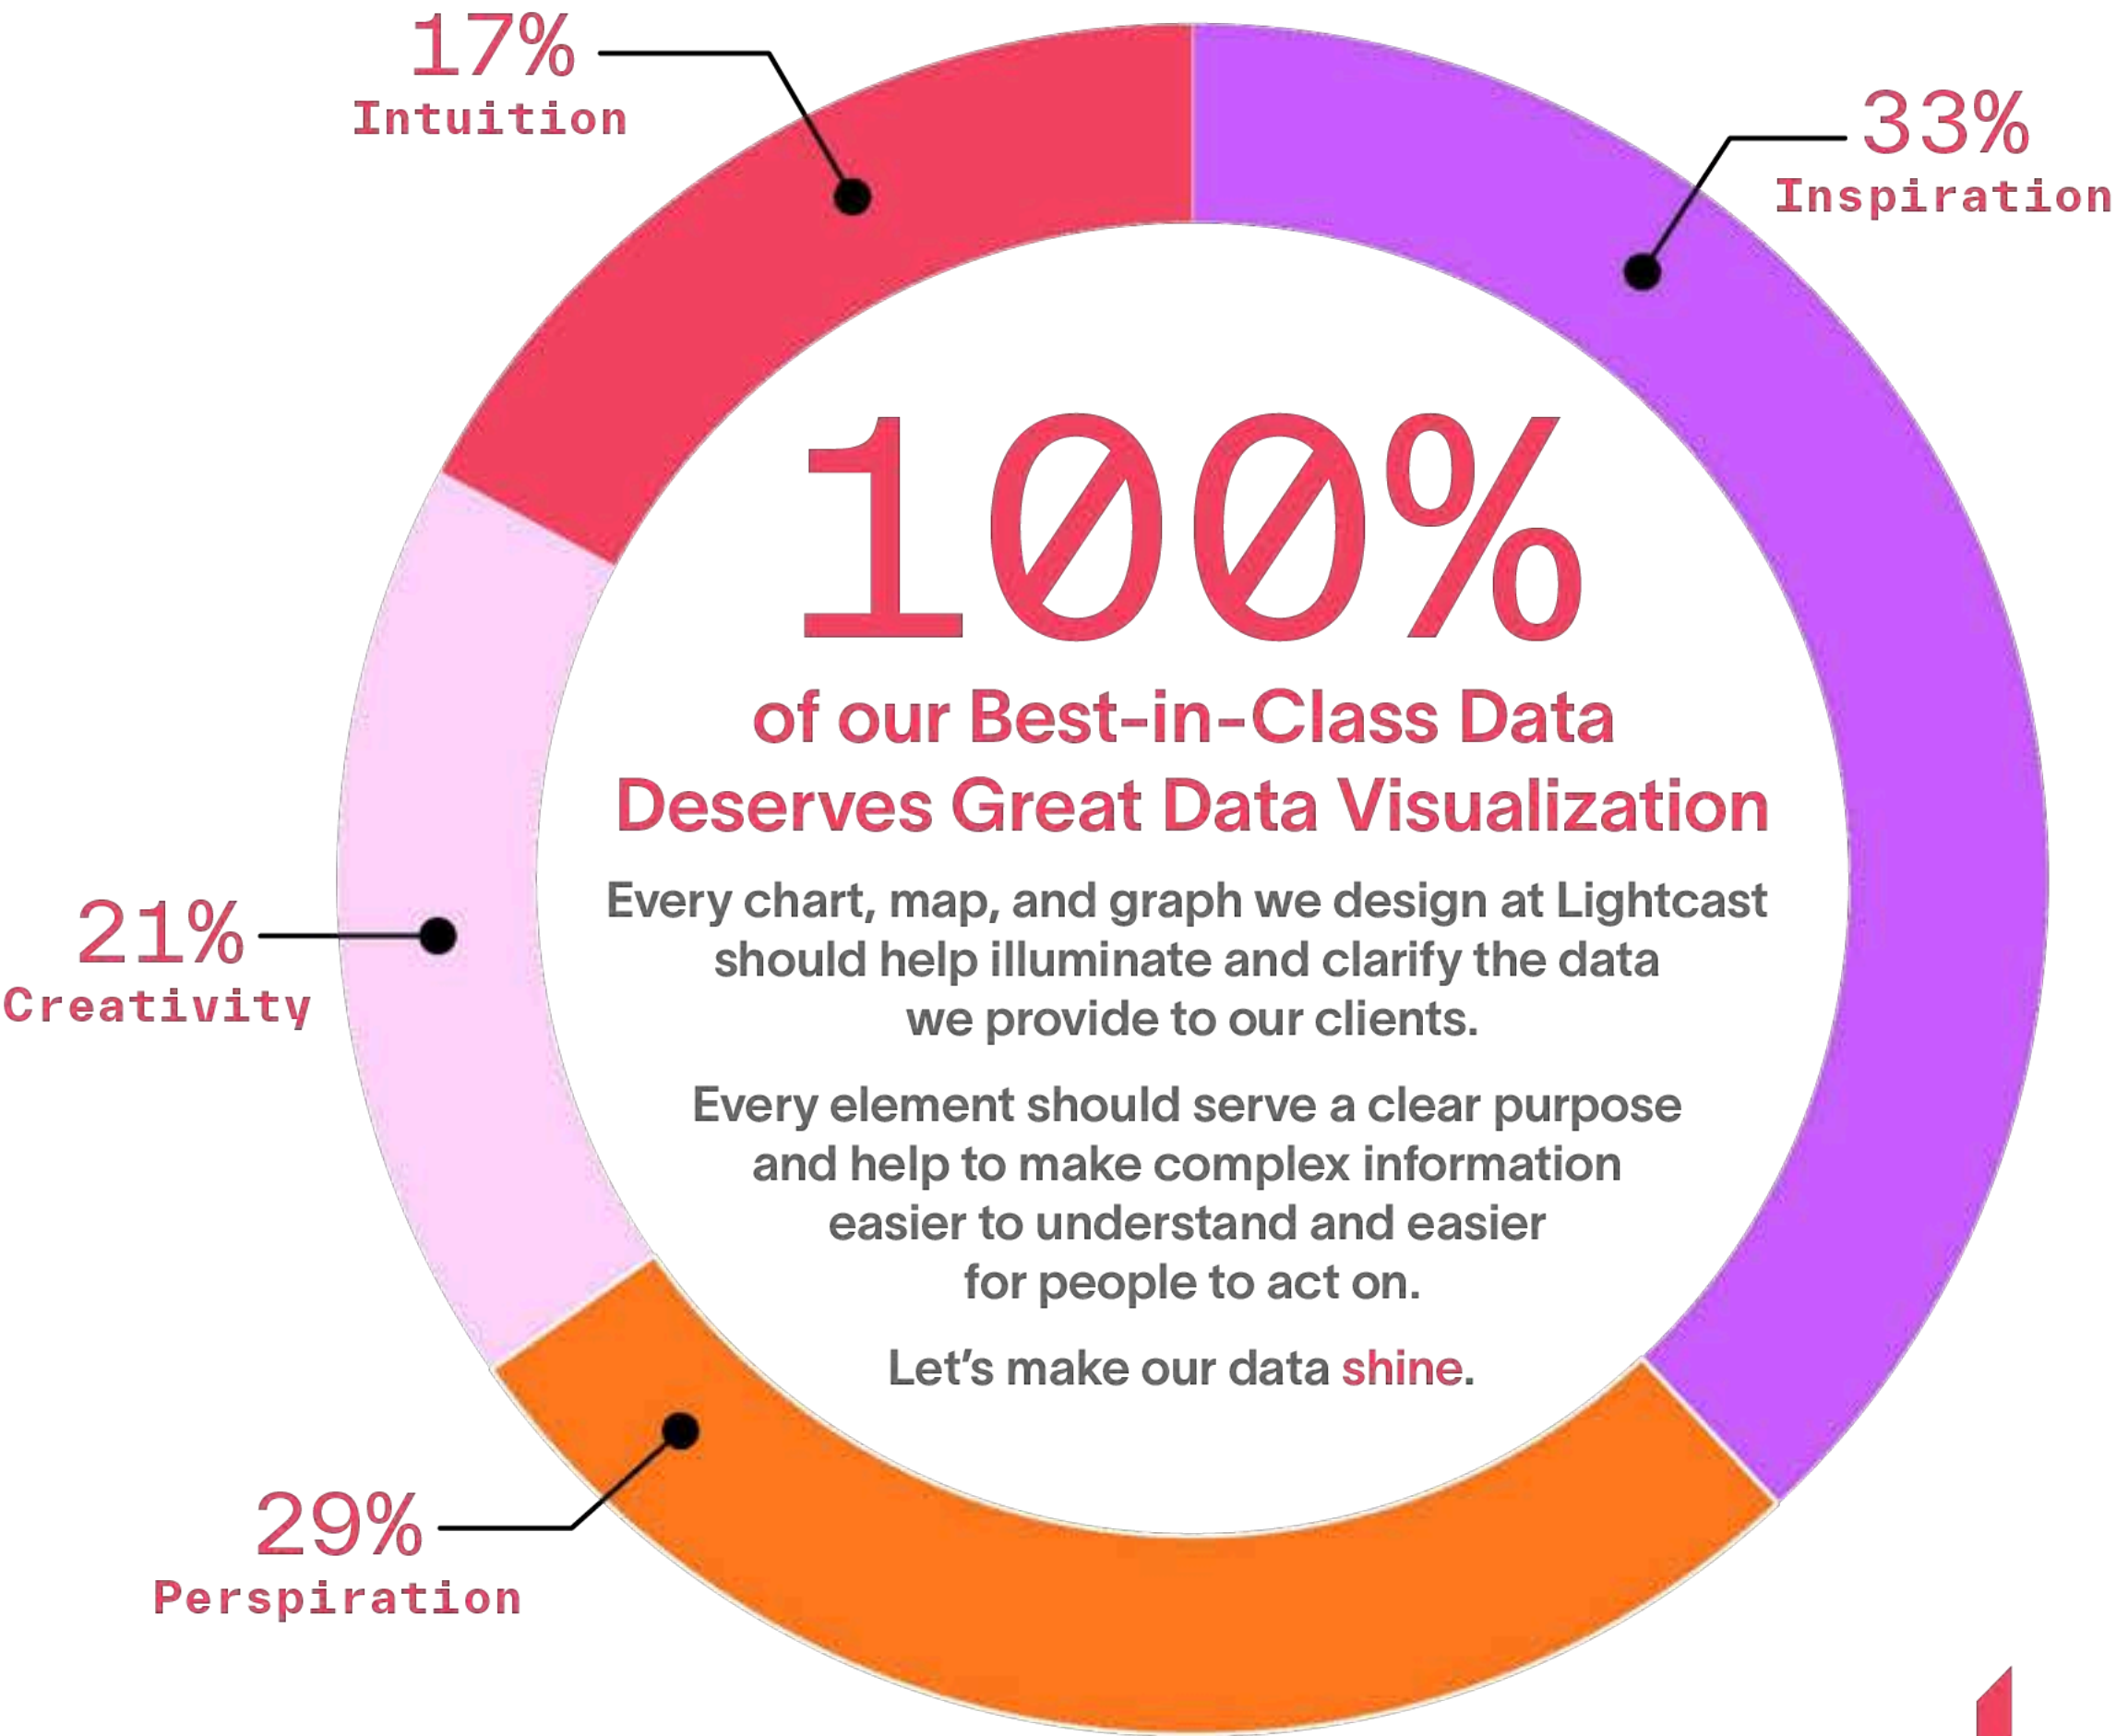 17%
Intuition
33%
Inspiration
100%
of our Best-in-Class Data
Deserves Great Data Visualization
Every chart, map, and graph we design at Lightcast
should help illuminate and clarify the data
we provide to our clients.
Every element should serve a clear purpose
and help to make complex information
easier to understand and easier
for people to act on.
Let's make our data shine.
21%
Creativity
29%
Perspiration